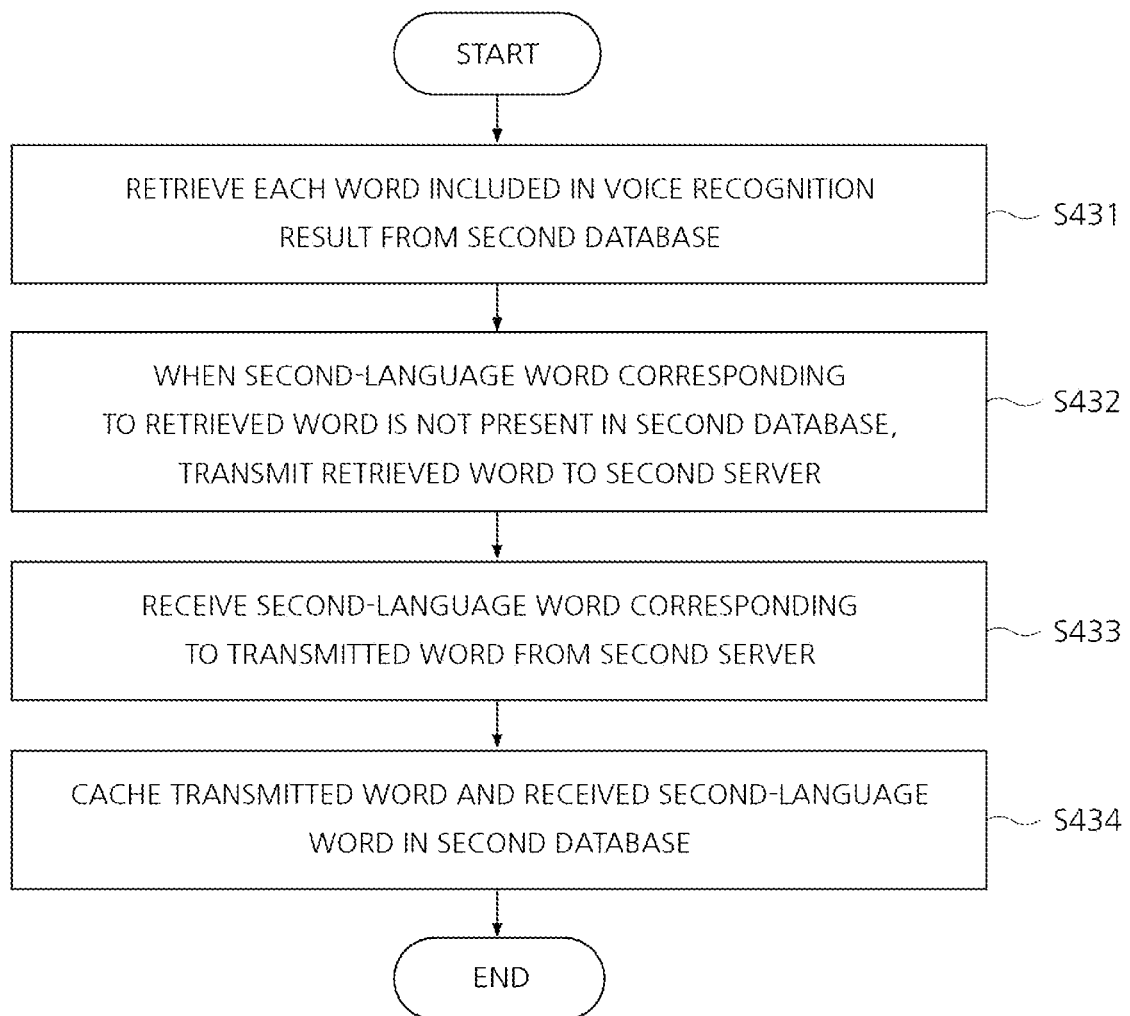 START
RETRIEVE EACH WORD INCLUDED IN VOICE RECOGNITION
RESULT FROM SECOND DATABASE
S431
WHEN SECOND-LANGUAGE WORD CORRESPONDING
TO RETRIEVED WORD IS NOT PRESENT IN SECOND DATABASE,
TRANSMIT RETRIEVED WORD TO SECOND SERVER
S432
RECEIVE SECOND-LANGUAGE WORD CORRESPONDING
TO TRANSMITTED WORD FROM SECOND SERVER
S433
CACHE TRANSMITTED WORD AND RECEIVED SECOND-LANGUAGE
WORD IN SECOND DATABASE
S434
END